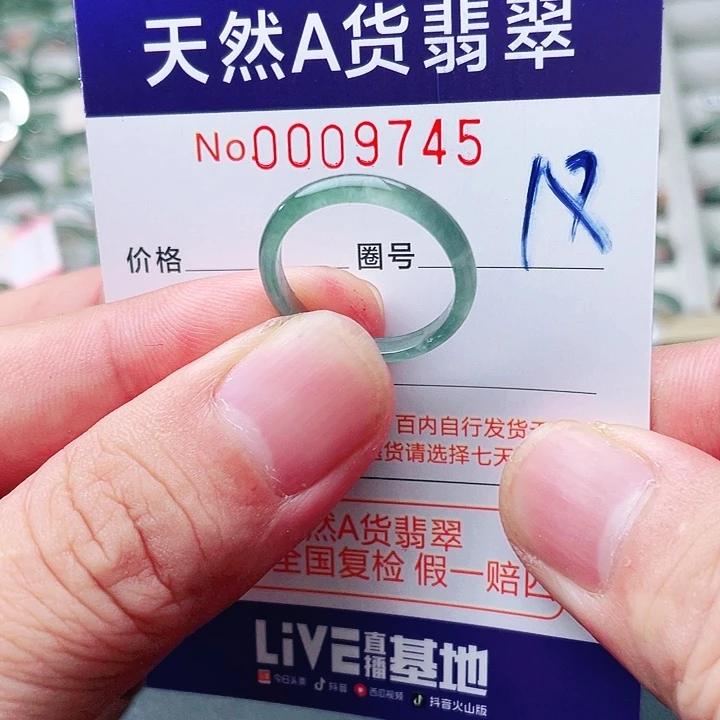 天然A货翡翠
No.0009745
价格 圈号
百内自行发货
货请选择七天
然A货翡翠
全国复检 假一赔四
LiVE直播基地
今日头条 抖音 西瓜视频 抖音火山版